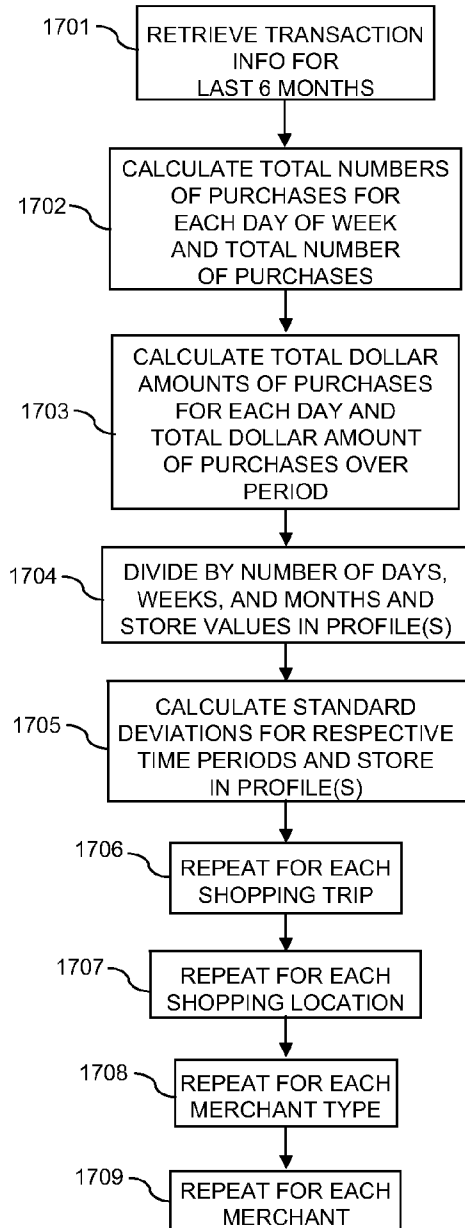 1701
RETRIEVE TRANSACTION
INFO FOR
LAST 6 MONTHS
1702
CALCULATE TOTAL NUMBERS
OF PURCHASES FOR
EACH DAY OF WEEK
AND TOTAL NUMBER
OF PURCHASES
1703
CALCULATE TOTAL DOLLAR
AMOUNTS OF PURCHASES
FOR EACH DAY AND
TOTAL DOLLAR AMOUNT
OF PURCHASES OVER
PERIOD
1704
DIVIDE BY NUMBER OF DAYS,
WEEKS, AND MONTHS AND
STORE VALUES IN PROFILE(S)
1705
CALCULATE STANDARD
DEVIATIONS FOR RESPECTIVE
TIME PERIODS AND STORE
IN PROFILE(S)
1706
REPEAT FOR EACH
SHOPPING TRIP
1707
REPEAT FOR EACH
SHOPPING LOCATION
1708
REPEAT FOR EACH
MERCHANT TYPE
1709
REPEAT FOR EACH
MERCHANT